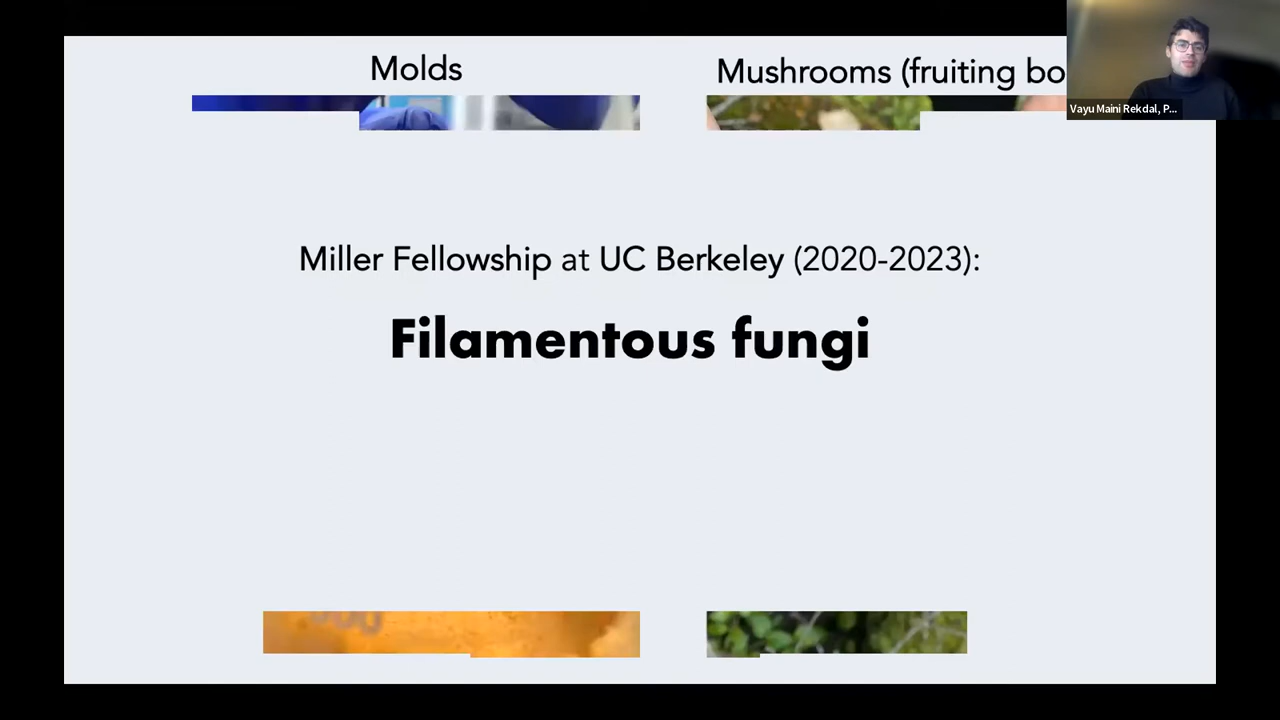 Molds
Mushrooms (fruiting bo
Vayu Maini Rekdal, P...
Miller Fellowship at UC Berkeley (2020-2023):
Filamentous fungi